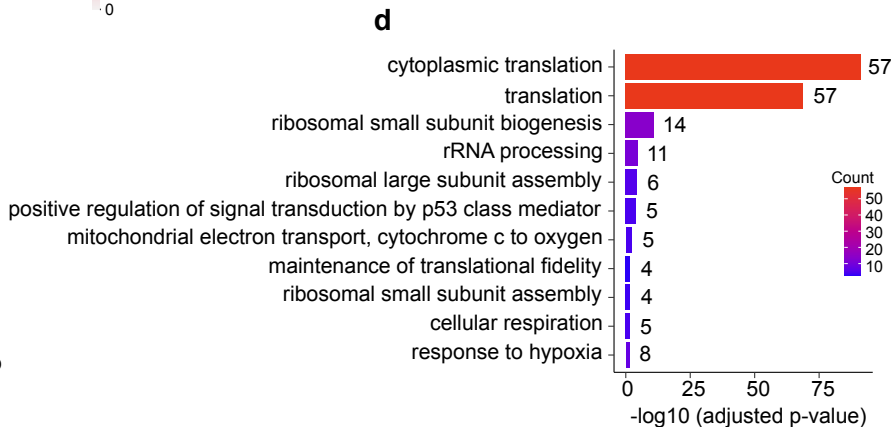 0
d
cytoplasmic translation 57
translation 57
ribosomal small subunit biogenesis 14
rRNA processing 11
ribosomal large subunit assembly 6
positive regulation of signal transduction by p53 class mediator 5
mitochondrial electron transport, cytochrome c to oxygen 5
maintenance of translational fidelity 4
ribosomal small subunit assembly 4
cellular respiration 5
response to hypoxia 8
0 25 50 75
-log10 (adjusted p-value)
Count
50
40
30
20
10